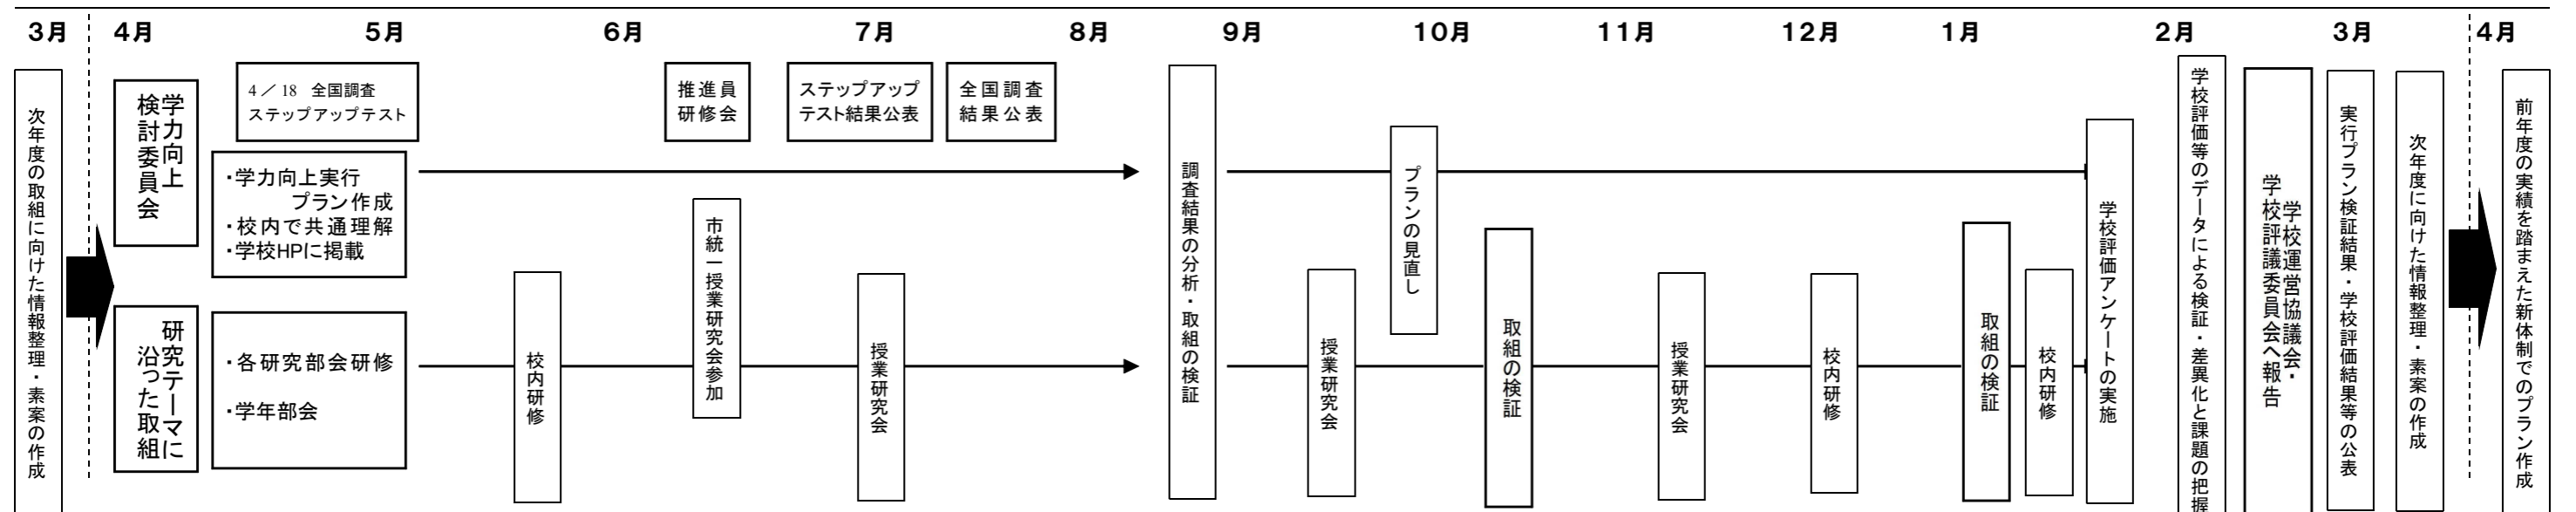 3月
4月
5月
6月
7月
8月
9月
10月
11月
12月
1月
2月
3月
4月
次年度の取組に向けた情報整理・素案の作成
学力向上
検討委員会
4／18 全国調査
ステップアップテスト
・学力向上実行
プラン作成
・校内で共通理解
・学校HPに掲載
研究テーマに
沿った取組
・各研究部会研修
・学年部会
校内研修
推進員
研修会
市統一授業研究会参加
ステップアップ
テスト結果公表
授業研究会
全国調査
結果公表
調査結果の分析・取組の検証
授業研究会
プランの見直し
取組の検証
授業研究会
校内研修
取組の検証
校内研修
学校評価アンケートの実施
学校評価等のデータによる検証・差異化と課題の把握
学校運営協議会・
学校評議委員会へ報告
実行プラン検証結果・学校評価結果等の公表
次年度に向けた情報整理・素案の作成
前年度の実績を踏まえた新体制でのプラン作成